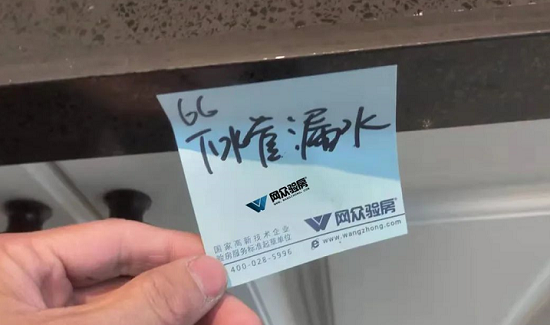 66
下水管漏水
网众验房
网众验房
国家高新技术企业
验房服务标准起草单位
www.wangzhong.com
400-028-5996